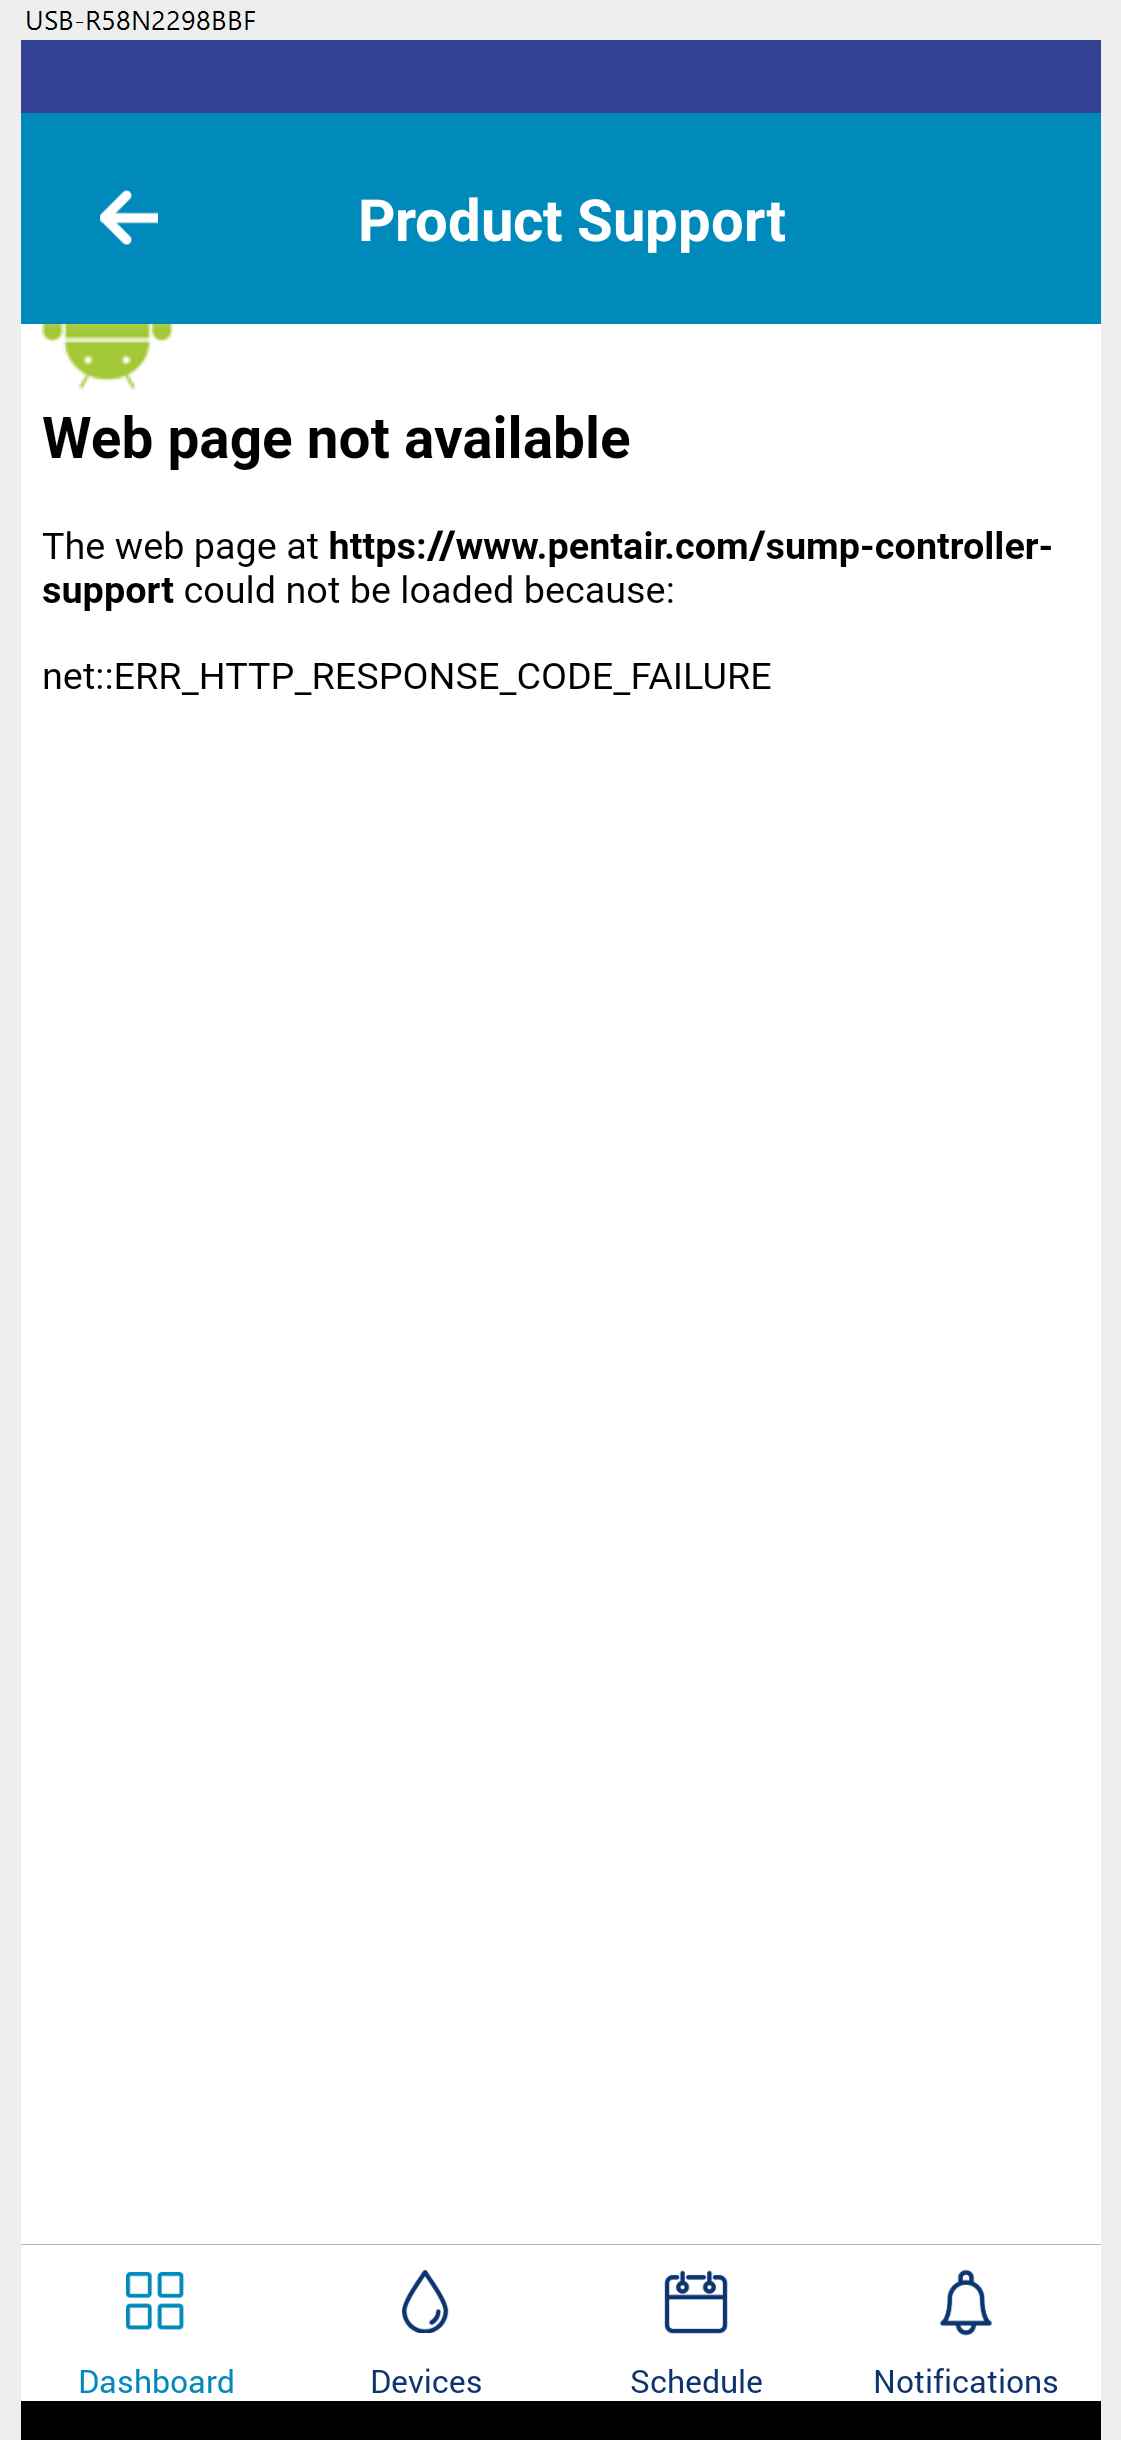 USB-R58N2298BBF
Product Support
Web page not available
The web page at https://www.pentair.com/sump-controller-
support could not be loaded because:
net::ERR_HTTP_RESPONSE_CODE_FAILURE
Dashboard
Devices
Schedule
Notifications